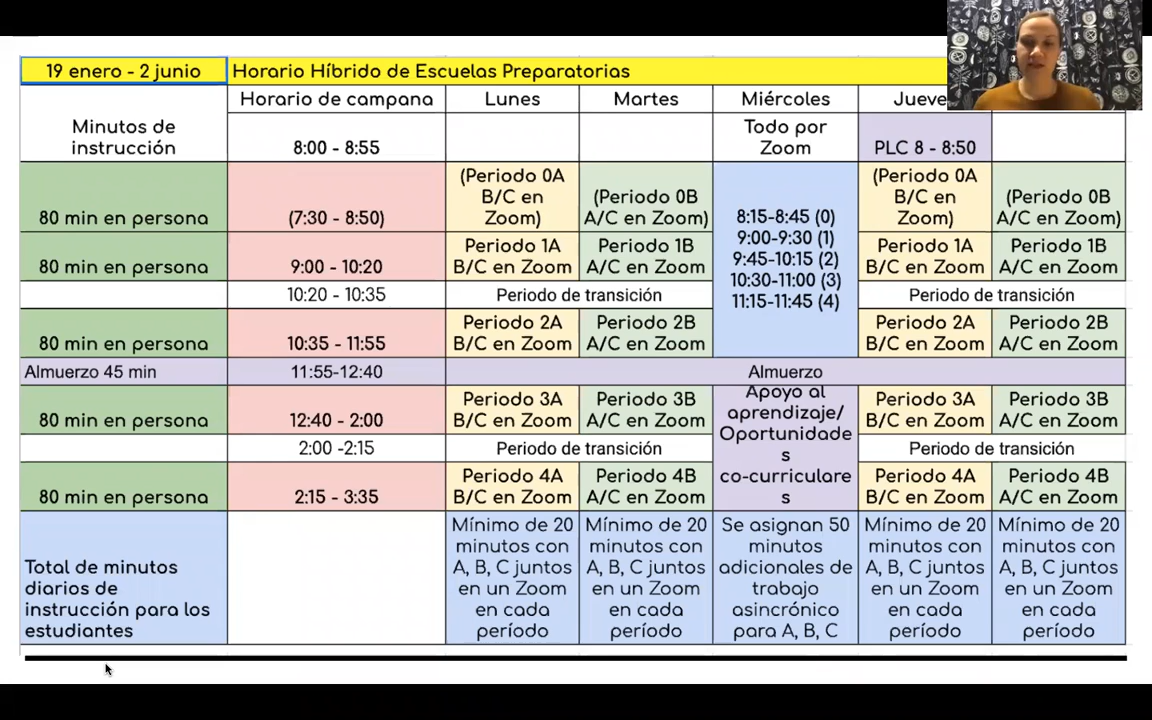 19 enero - 2 junio
Horario Híbrido de Escuelas Preparatorias
Horario de campana
Lunes
Martes
Miércoles
Jueve
Minutos de
instrucción
8:00 - 8:55
Todo por
Zoom
PLC 8 - 8:50
80 min en persona
(7:30 - 8:50)
(Periodo 0A
B/C en
Zoom)
(Periodo 0B
A/C en Zoom)
8:15-8:45 (0)
9:00-9:30 (1)
9:45-10:15 (2)
10:30-11:00 (3)
11:15-11:45 (4)
(Periodo 0A
B/C en
Zoom)
(Periodo 0B
A/C en Zoom)
80 min en persona
9:00 - 10:20
Periodo 1A
B/C en Zoom
Periodo 1B
A/C en Zoom
Periodo 1A
B/C en Zoom
Periodo 1B
A/C en Zoom
10:20 - 10:35
Periodo de transición
Periodo de transición
80 min en persona
10:35 - 11:55
Periodo 2A
B/C en Zoom
Periodo 2B
A/C en Zoom
Periodo 2A
B/C en Zoom
Periodo 2B
A/C en Zoom
Almuerzo 45 min
11:55-12:40
Almuerzo
80 min en persona
12:40 - 2:00
Periodo 3A
B/C en Zoom
Periodo 3B
A/C en Zoom
Apoyo al
aprendizaje/
Oportunidade
s
co-curriculare
s
Periodo 3A
B/C en Zoom
Periodo 3B
A/C en Zoom
2:00 -2:15
Periodo de transición
Periodo de transición
80 min en persona
2:15 - 3:35
Periodo 4A
B/C en Zoom
Periodo 4B
A/C en Zoom
Periodo 4A
B/C en Zoom
Periodo 4B
A/C en Zoom
Total de minutos
diarios de
instrucción para los
estudiantes
Mínimo de 20
minutos con
A, B, C juntos
en un Zoom
en cada
período
Mínimo de 20
minutos con
A, B, C juntos
en un Zoom
en cada
período
Se asignan 50
minutos
adicionales de
trabajo
asincrónico
para A, B, C
Mínimo de 20
minutos con
A, B, C juntos
en un Zoom
en cada
período
Mínimo de 20
minutos con
A, B, C juntos
en un Zoom
en cada
período